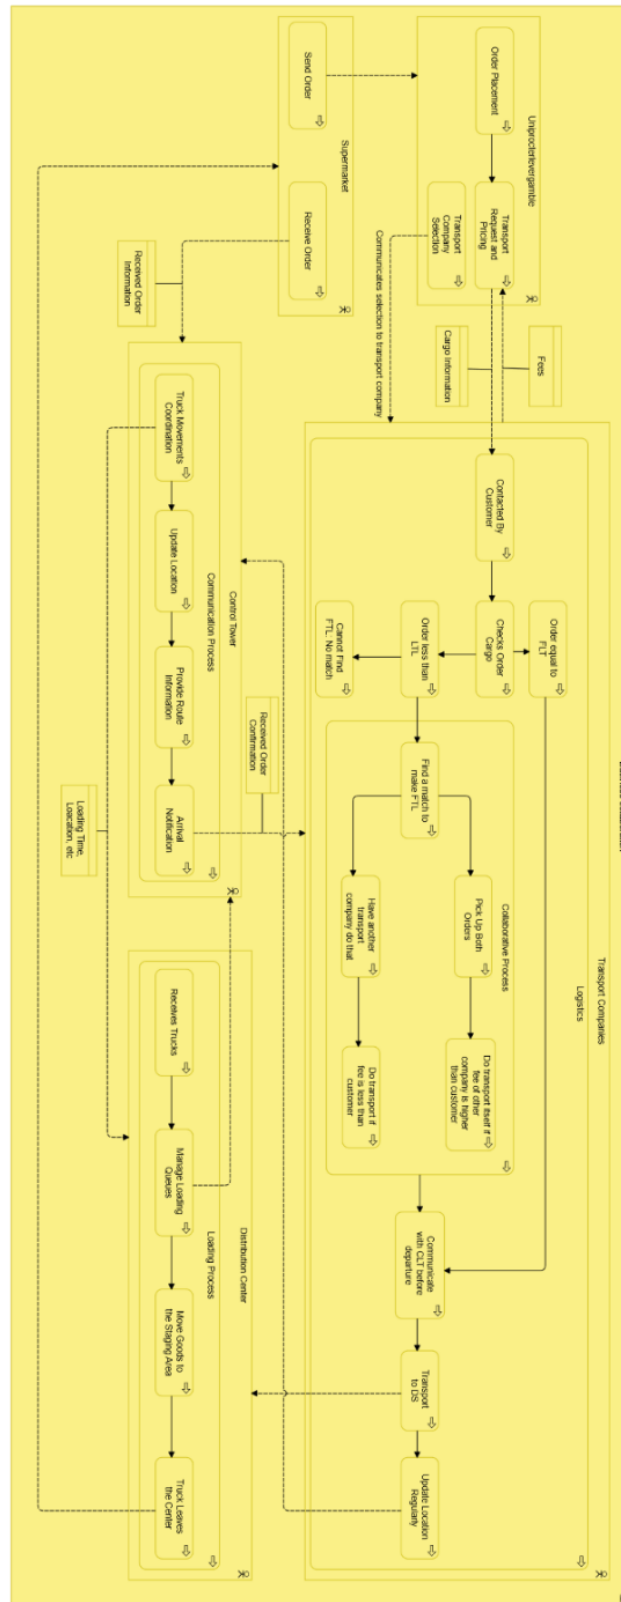 Transport Companies
Logistics
Uniprocterlevergamble
Order Placement
Transport
Request and
Pricing
Transport
Company
Selection
Fees
Cargo Information
Communicates selection to transport company
Contacted By
Customer
Checks Order
Cargo
Order equal to
FLT
Order less than
LTL
Cannot Find
FTL: No match
Collaborative Process
Find a match to
make FTL
Pick Up Both
Orders
Have another
transport
company do that
Do transport itself if
fee of other
company is higher
than customer
Do transport if
fee is less than
customer
Communicate
with CLT before
departure
Transport
to DS
Update Location
Regularly
Supermarket
Send Order
Receive Order
Received Order
Information
Control Tower
Communication Process
Truck Movements
Coordination
Update Location
Provide Route
Information
Arrival
Notification
Received Order
Confirmation
Loading Time,
Loacation, etc
Distribution Center
Loading Process
Receives Trucks
Manage Loading
Queues
Move Goods to
the Staging Area
Truck Leaves
the Center